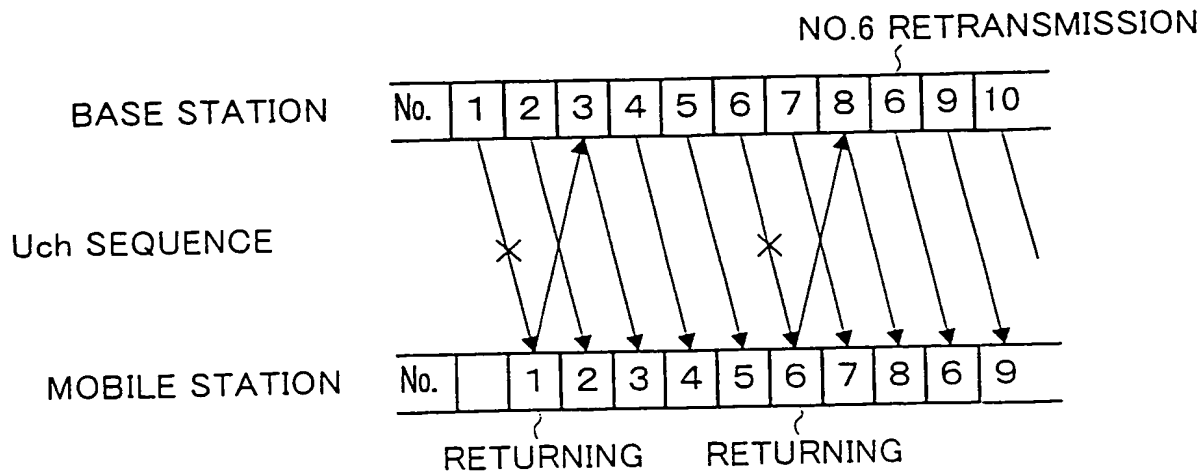 NO.6 RETRANSMISSION
BASE STATION No. 1 2 3 4 5 6 7 8 6 9 10
Uch SEQUENCE
MOBILE STATION No. 1 2 3 4 5 6 7 8 6 9
RETURNING RETURNING